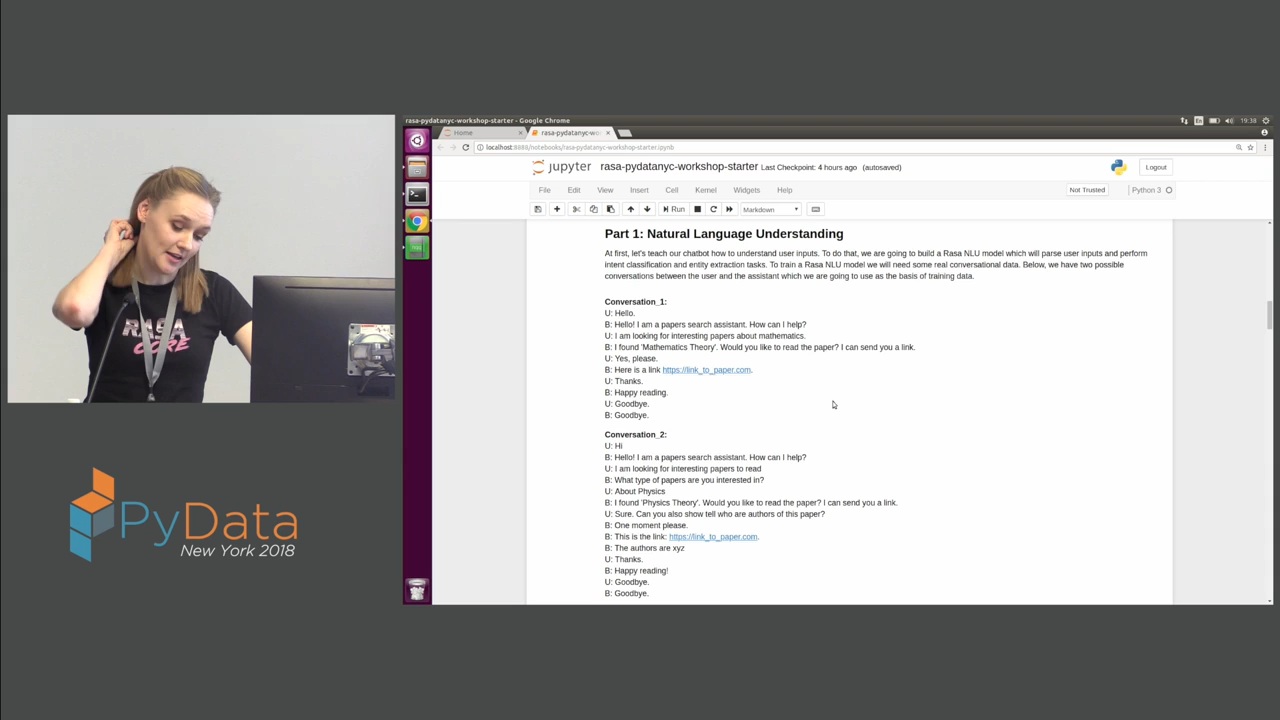 rasa-pydatanyc-workshop-starter - Google Chrome
En
19:38
Home
rasa-pydatanyc-wo
localhost:8888/notebooks/rasa-pydatanyc-workshop-starter.ipynb
jupyter rasa-pydatanyc-workshop-starter Last Checkpoint: 4 hours ago (autosaved)
Logout
File Edit View Insert Cell Kernel Widgets Help
Not Trusted
Python 3
Run
Markdown
Part 1: Natural Language Understanding
At first, let's teach our chatbot how to understand user inputs. To do that, we are going to build a Rasa NLU model which will parse user inputs and perform
intent classification and entity extraction tasks. To train a Rasa NLU model we will need some real conversational data. Below, we have two possible
conversations between the user and the assistant which we are going to use as the basis of training data.
Conversation_1:
U: Hello.
B: Hello! I am a papers search assistant. How can I help?
U: I am looking for interesting papers about mathematics.
B: I found 'Mathematics Theory'. Would you like to read the paper? I can send you a link.
U: Yes, please.
B: Here is a link https://link_to_paper.com.
U: Thanks.
B: Happy reading.
U: Goodbye.
B: Goodbye.
Conversation_2:
U: Hi
B: Hello! I am a papers search assistant. How can I help?
U: I am looking for interesting papers to read
B: What type of papers are you interested in?
U: About Physics
B: I found 'Physics Theory'. Would you like to read the paper? I can send you a link.
U: Sure. Can you also show tell who are authors of this paper?
B: One moment please.
B: This is the link: https://link_to_paper.com.
B: The authors are xyz
U: Thanks.
B: Happy reading!
U: Goodbye.
B: Goodbye.
RASA
CORE
PyData
New York 2018